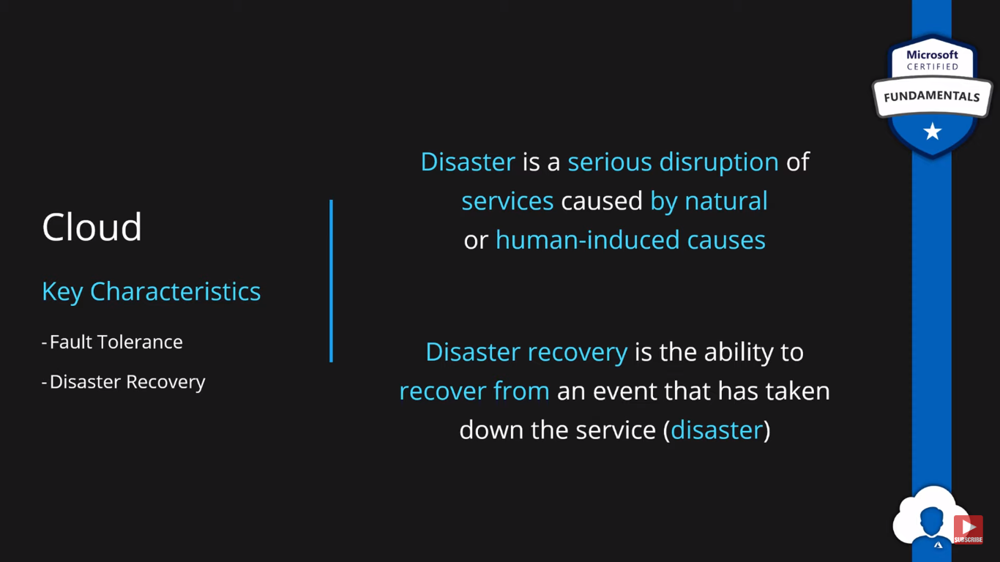 Cloud
Key Characteristics
- Fault Tolerance
- Disaster Recovery
Disaster is a serious disruption of
services caused by natural
or human-induced causes
Disaster recovery is the ability to
recover from an event that has taken
down the service (disaster)
Microsoft
CERTIFIED
FUNDAMENTALS
SUBSCRIBE